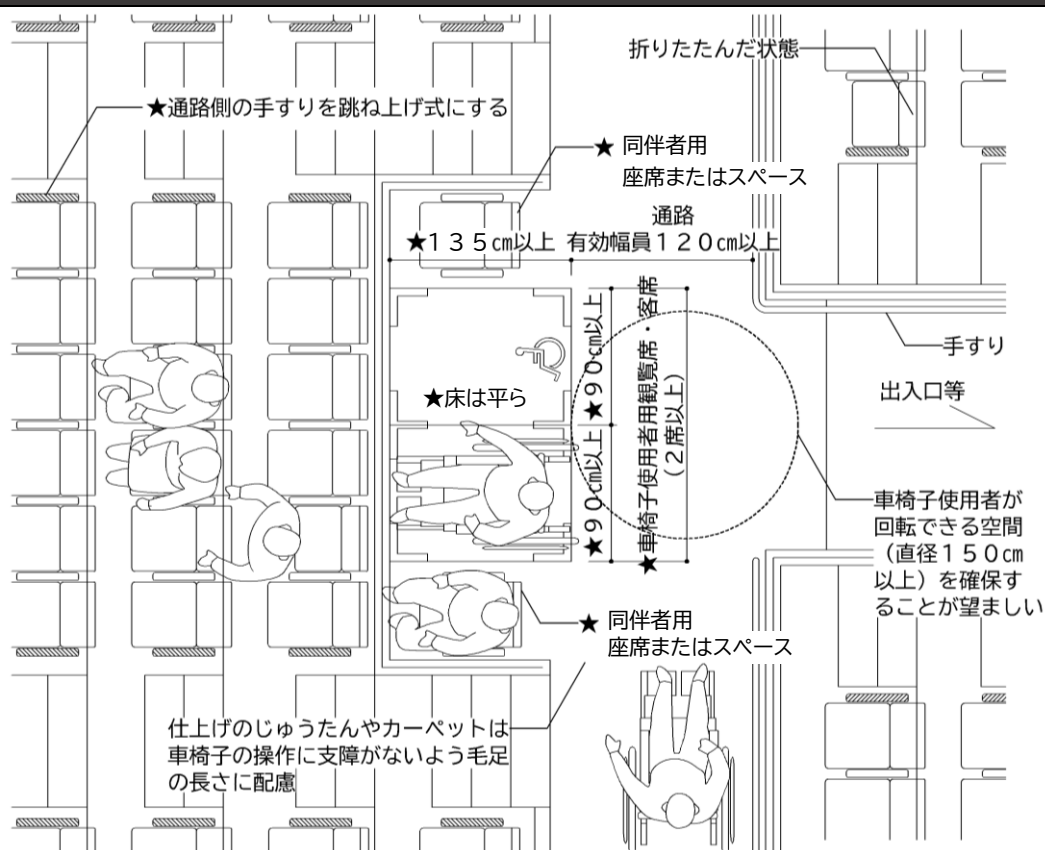 折りたたんだ状態
★通路側の手すりを跳ね上げ式にする
★ 同伴者用
座席またはスペース
通路
★１３５㎝以上 有効幅員１２０㎝以上
★９０㎝以上
★９０㎝以上
★車椅子使用者用観覧席・客席
（２席以上）
★床は平ら
手すり
出入口等
車椅子使用者が
回転できる空間
（直径１５０㎝
以上）を確保す
ることが望ましい
★ 同伴者用
座席またはスペース
仕上げのじゅうたんやカーペットは
車椅子の操作に支障がないよう毛足
の長さに配慮